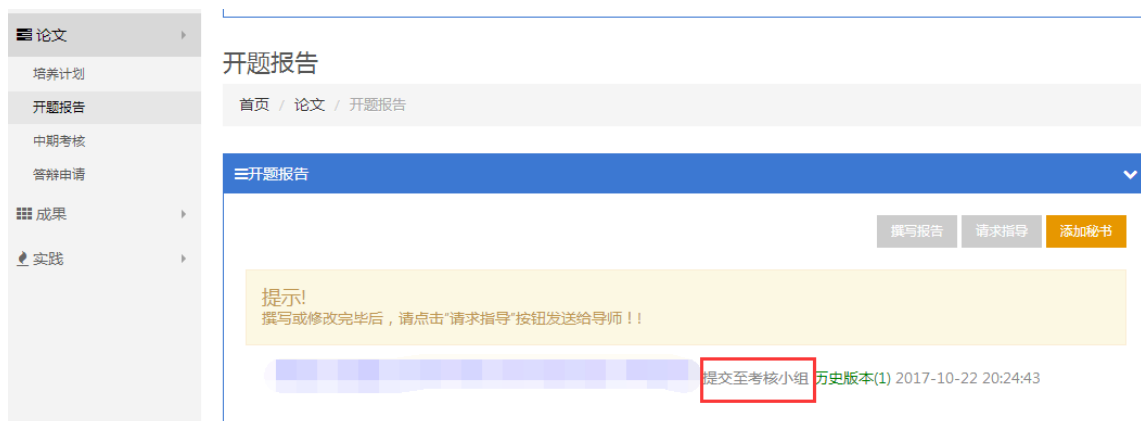 论文
培养计划
开题报告
中期考核
答辩申请
成果
实践
开题报告
首页 / 论文 / 开题报告
开题报告
撰写报告 请求指导 添加秘书
提示!
撰写或修改完毕后，请点击"请求指导"按钮发送给导师！!
提交至考核小组 历史版本(1) 2017-10-22 20:24:43